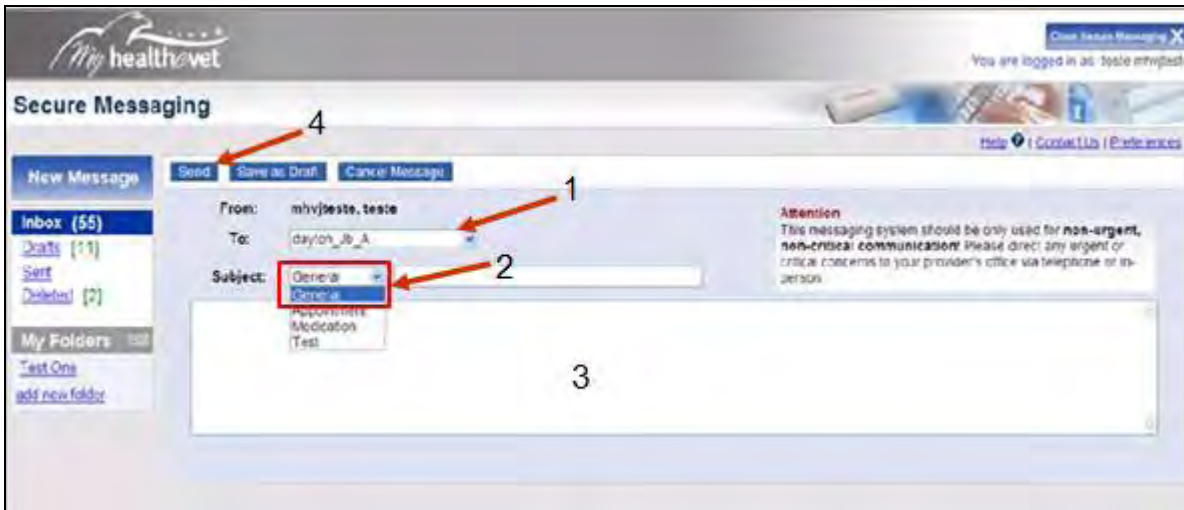 My healthevet
Close Secure Messaging X
You are logged in as: teste mhvjtest
Secure Messaging
4
Help ? | Contact Us | Preferences
New Message
Send Save as Draft Cancel Message
1
From: mhvjteste, teste
Attention
Inbox (55)
This messaging system should be only used for non-urgent,
To: dayton_Jb_A
non-critical communication! Please direct any urgent or
Drafts [11]
critical concerns to your provider's office via telephone or in-
person.
Sent
Subject: General
2
Deleted [2]
General
Appointment
Medication
Test
My Folders
Test One
3
add new folder